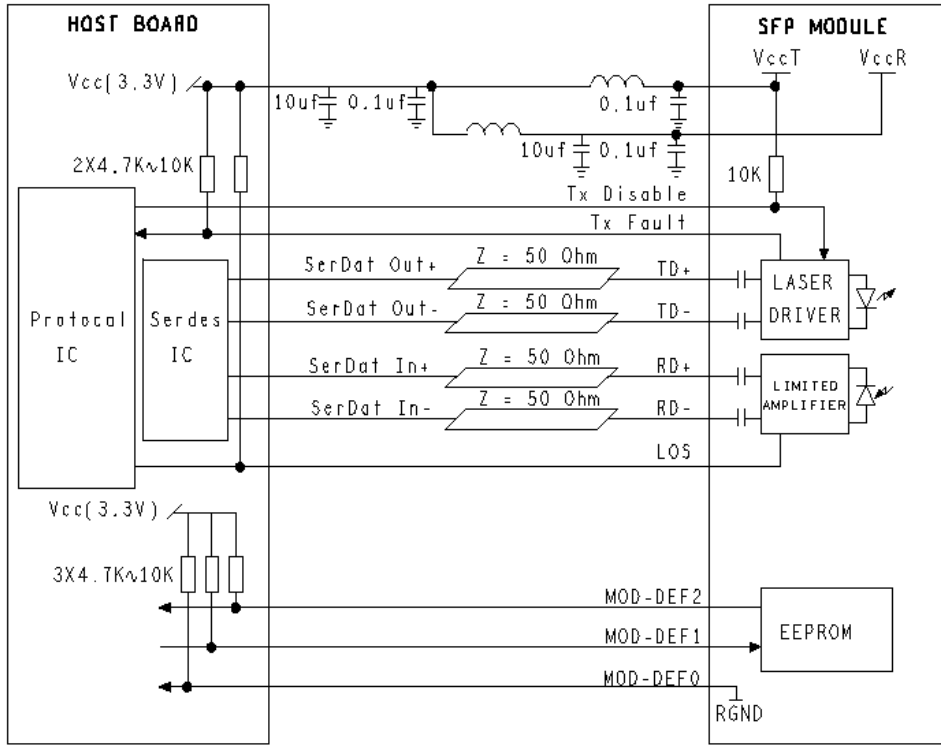 HOST BOARD
SFP MODULE
VccT
VccR
Vcc(3.3V)
10uf
0.1uf
0.1uf
10uf
0.1uf
2X4.7K~10K
10K
Tx Disable
Tx Fault
SerDat Out+
Z = 50 Ohm
TD+
SerDat Out-
Z = 50 Ohm
TD-
LASER
DRIVER
Protocal
IC
Serdes
IC
SerDat In+
Z = 50 Ohm
RD+
SerDat In-
Z = 50 Ohm
RD-
LIMITED
AMPLIFIER
LOS
Vcc(3.3V)
3X4.7K~10K
MOD-DEF2
MOD-DEF1
EEPROM
MOD-DEF0
RGND